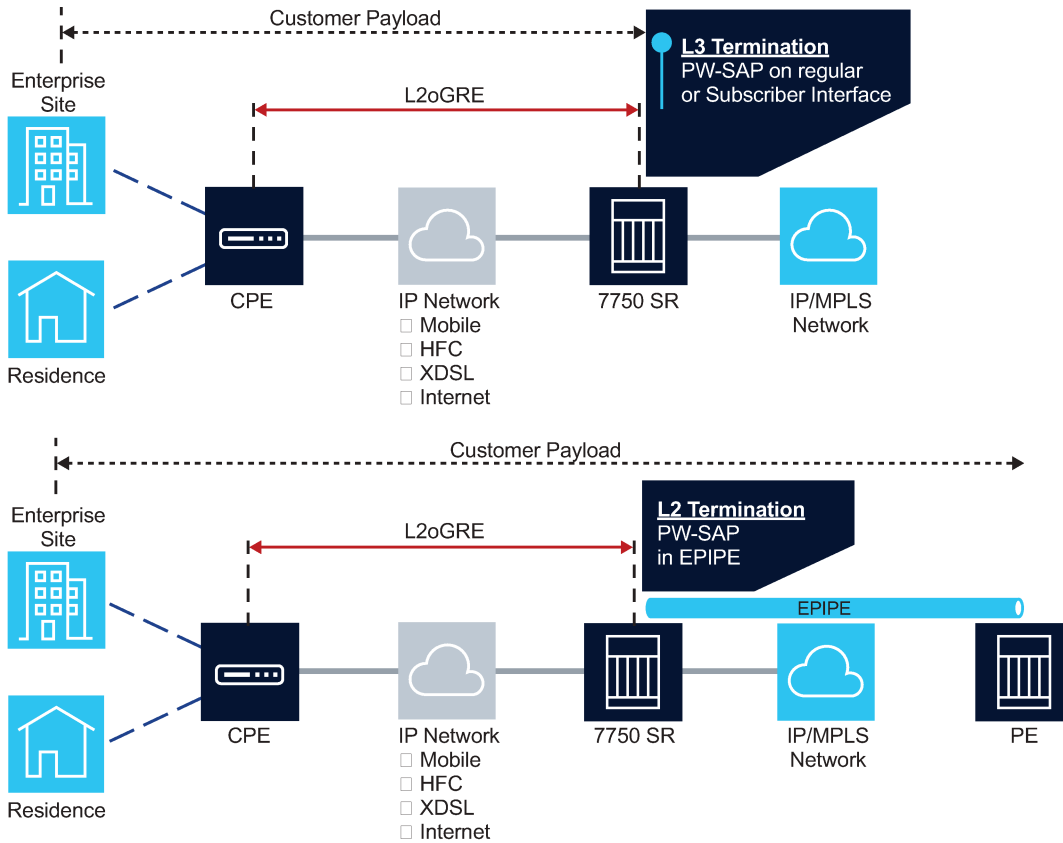 Customer Payload
L3 Termination
PW-SAP on regular
or Subscriber Interface
Enterprise
Site
L2oGRE
CPE
IP Network
Mobile
HFC
XDSL
Internet
7750 SR
IP/MPLS
Network
Residence
Customer Payload
L2 Termination
PW-SAP
in EPIPE
Enterprise
Site
L2oGRE
EPIPE
CPE
IP Network
Mobile
HFC
XDSL
Internet
7750 SR
IP/MPLS
Network
PE
Residence